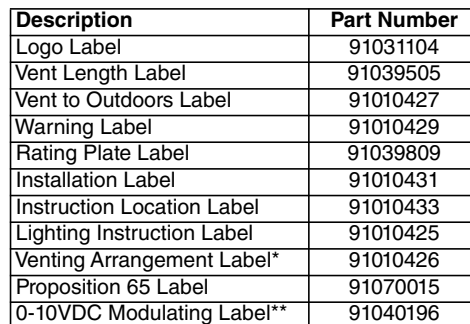 Description Part Number
Logo Label 91031104
Vent Length Label 91039505
Vent to Outdoors Label 91010427
Warning Label 91010429
Rating Plate Label 91039809
Installation Label 91010431
Instruction Location Label 91010433
Lighting Instruction Label 91010425
Venting Arrangement Label* 91010426
Proposition 65 Label 91070015
0-10VDC Modulating Label** 91040196